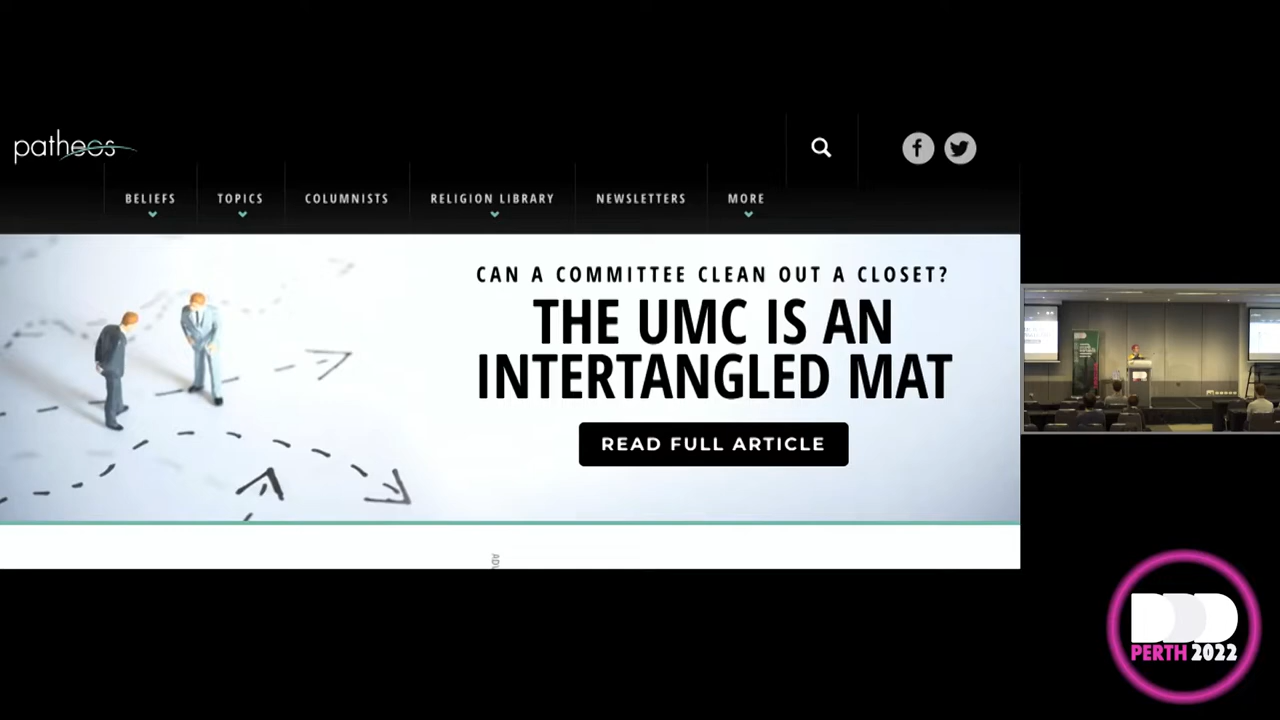 patheos
BELIEFS
TOPICS
COLUMNISTS
RELIGION LIBRARY
NEWSLETTERS
MORE
CAN A COMMITTEE CLEAN OUT A CLOSET?
THE UMC IS AN
INTERTANGLED MAT
READ FULL ARTICLE
DDD
PERTH 2022